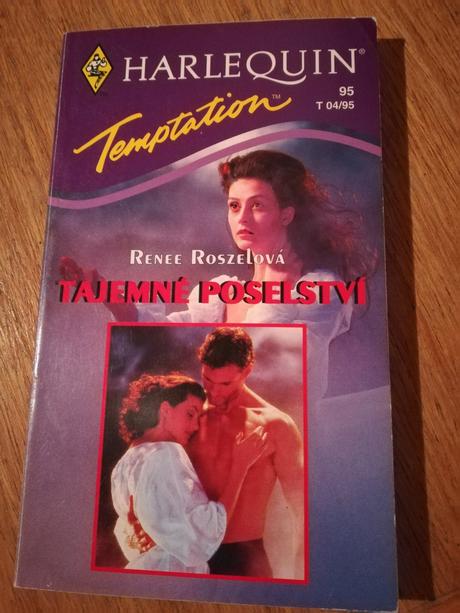 HARLEQUIN®
Temptation™
95
T 04/95
RENEE ROSZELOVÁ
TAJEMNÉ POSELSTVÍ